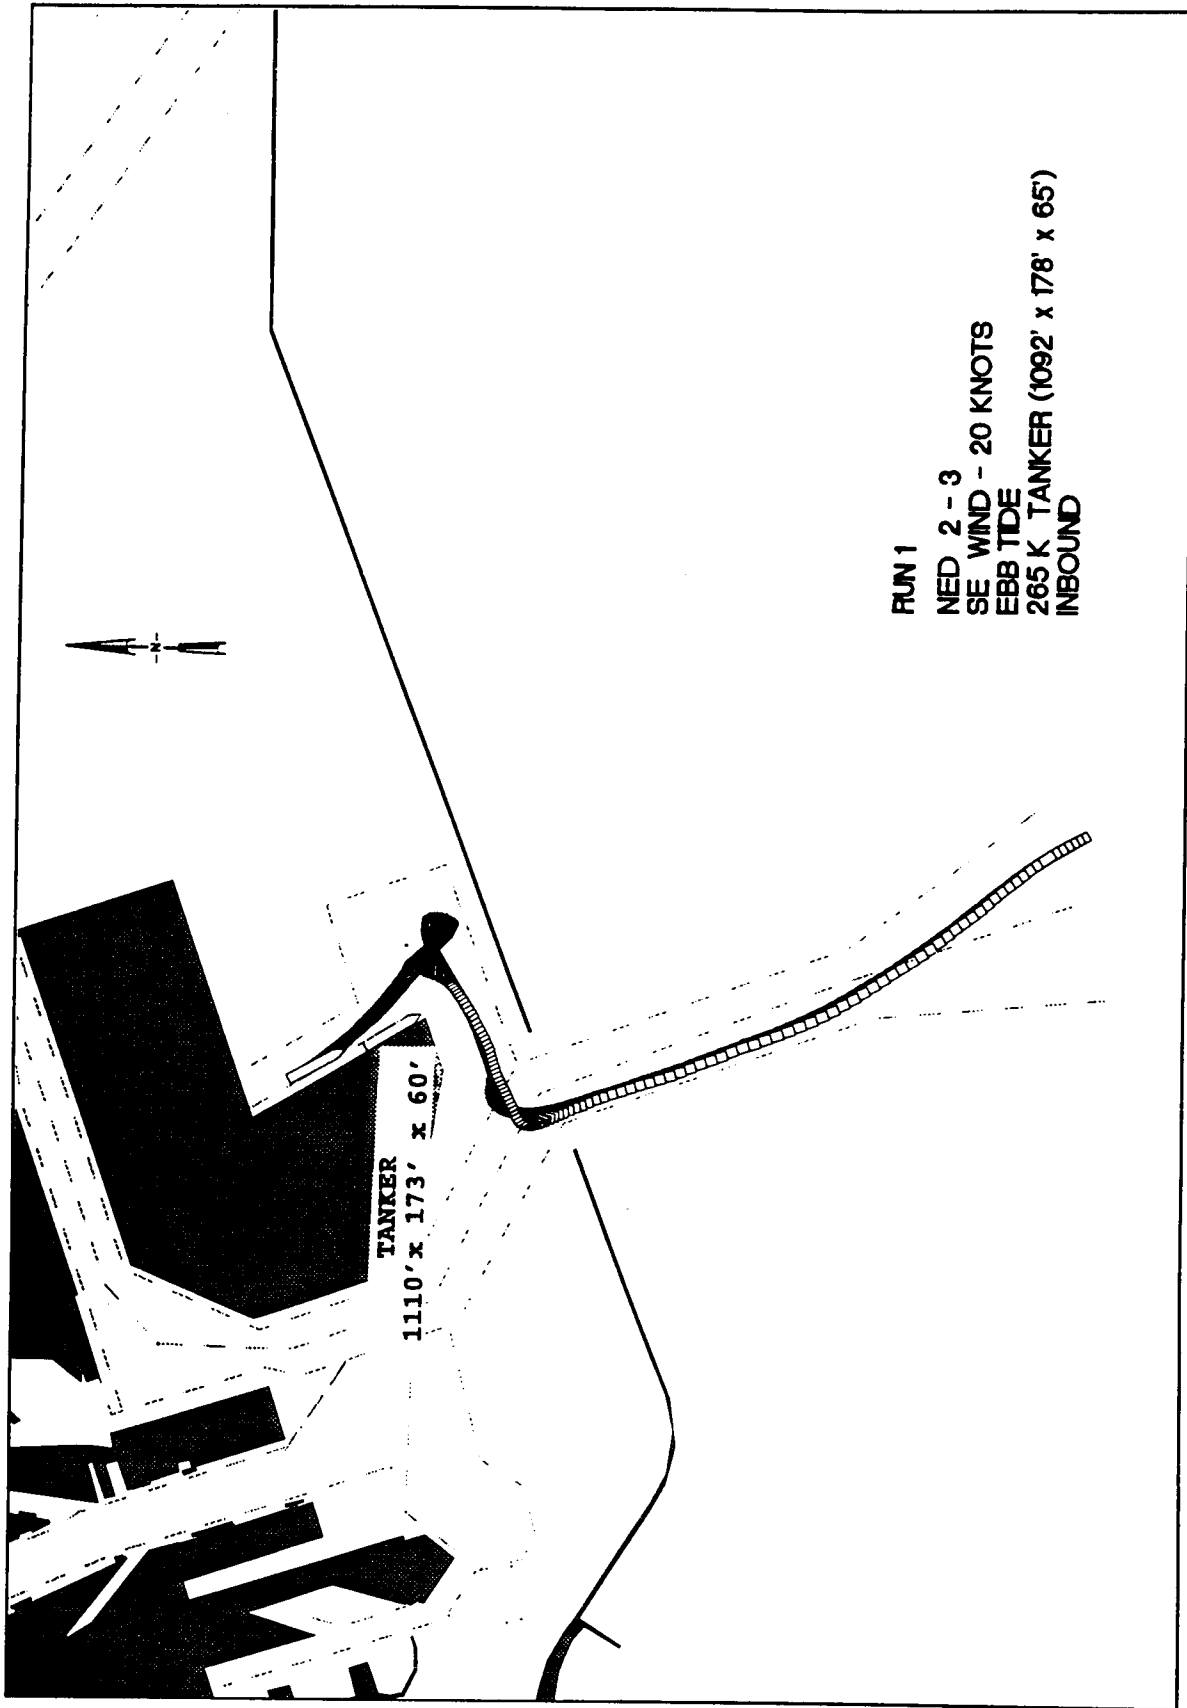 -N-
TANKER
1110' x 173' x 60'
RUN 1
NED 2 - 3
SE WIND - 20 KNOTS
EBB TIDE
265 K TANKER (1092' x 178' x 65')
INBOUND